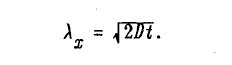 λₓ = √2Dt.